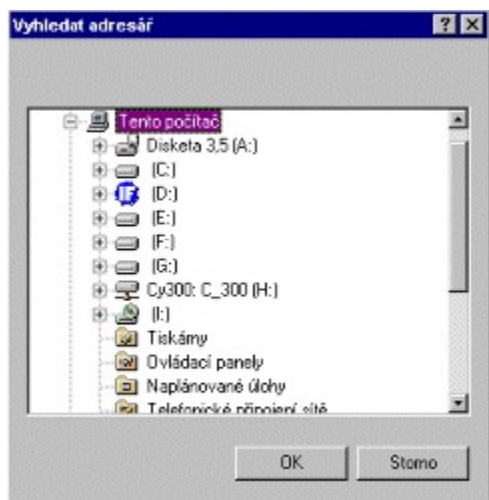 Vyhledat adresář
Tento počítač
Disketa 3,5 (A:)
(C:)
(D:)
(E:)
(F:)
(G:)
Cy300: C_300 (H:)
(I:)
Tiskárny
Ovládací panely
Naplánované úlohy
Telefonické připojení sítě
OK
Storno